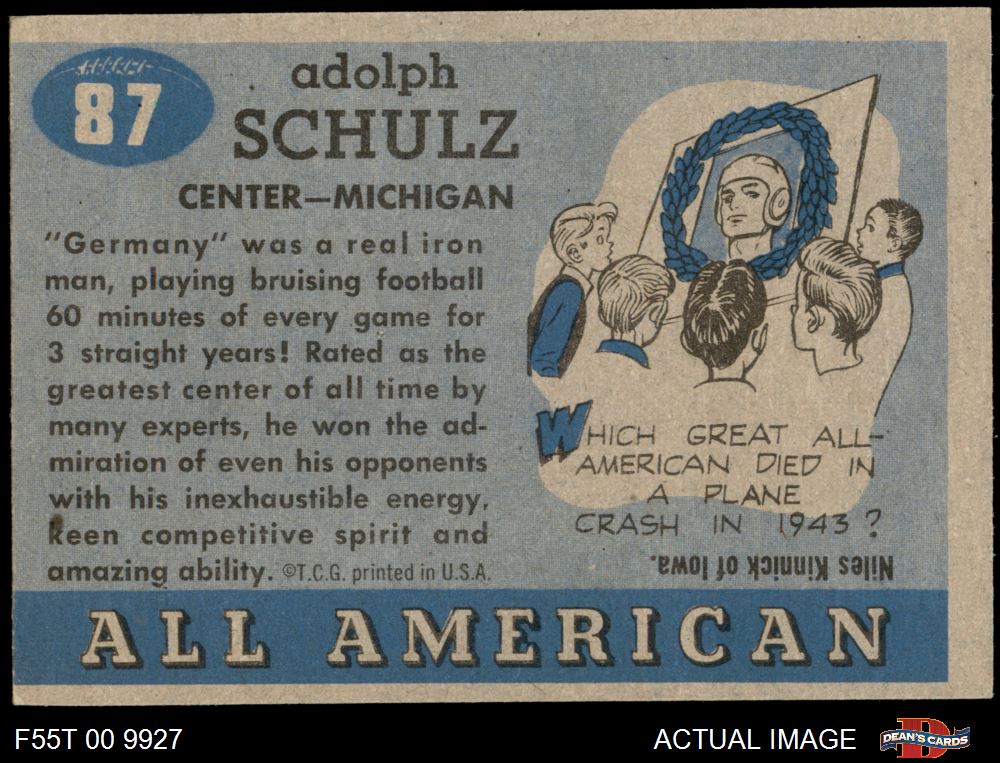 87
adolph
SCHULZ
CENTER—MICHIGAN
"Germany" was a real iron
man, playing bruising football
60 minutes of every game for
3 straight years! Rated as the
greatest center of all time by
many experts, he won the ad-
miration of even his opponents
with his inexhaustible energy,
keen competitive spirit and
amazing ability. ©T.C.G. printed in U.S.A.
WHICH GREAT ALL-
AMERICAN DIED IN
A PLANE
CRASH IN 1943?
Niles Kinnick of Iowa.
ALL AMERICAN
F55T 00 9927
ACTUAL IMAGE
D
DEAN'S CARDS